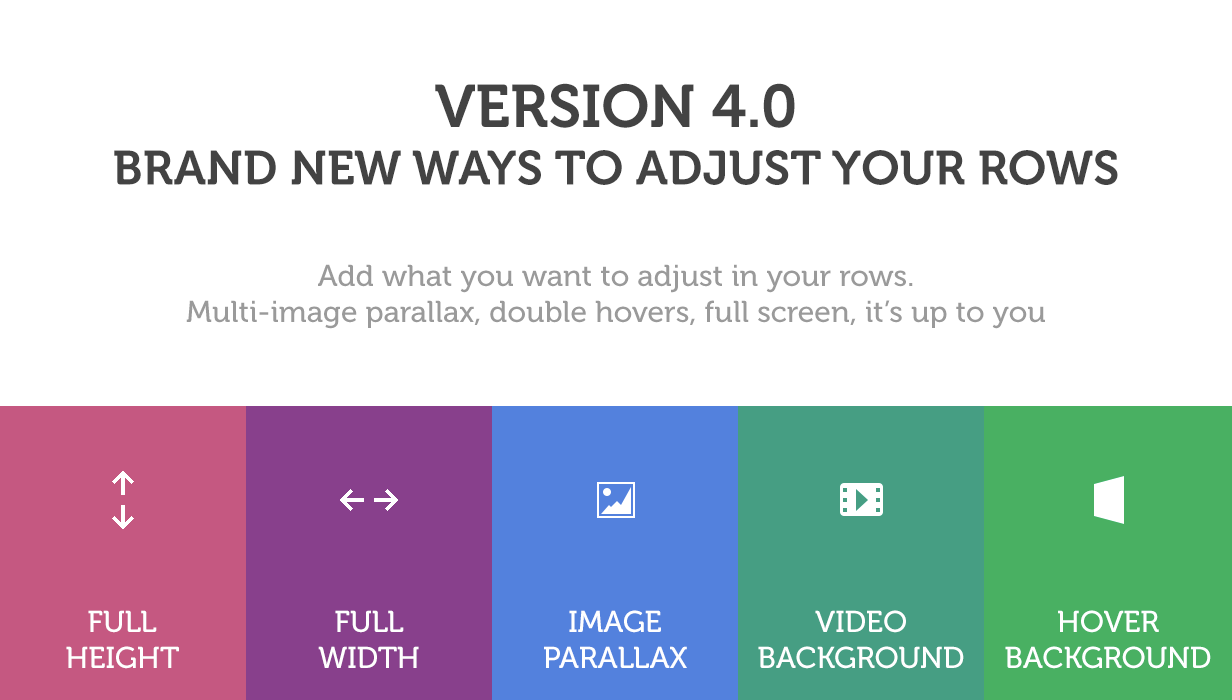 VERSION 4.0
BRAND NEW WAYS TO ADJUST YOUR ROWS
Add what you want to adjust in your rows.
Multi-image parallax, double hovers, full screen, it’s up to you
FULL
HEIGHT
FULL
WIDTH
IMAGE
PARALLAX
VIDEO
BACKGROUND
HOVER
BACKGROUND